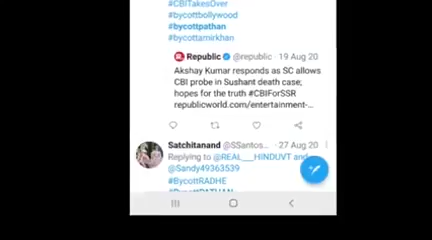 #CBITakesOver
#bycottbollywood
#bycottpathan
#bycottamirkhan
Republic @republic · 19 Aug 20
Akshay Kumar responds as SC allows
CBI probe in Sushant death case;
hopes for the truth #CBIForSSR
republicworld.com/entertainment-...
Satchitanand @SSantos... · 27 Aug 20
Replying to @REAL___HINDUVT and
@Sandy49363539
#BycottRADHE
#BycottPATHAN